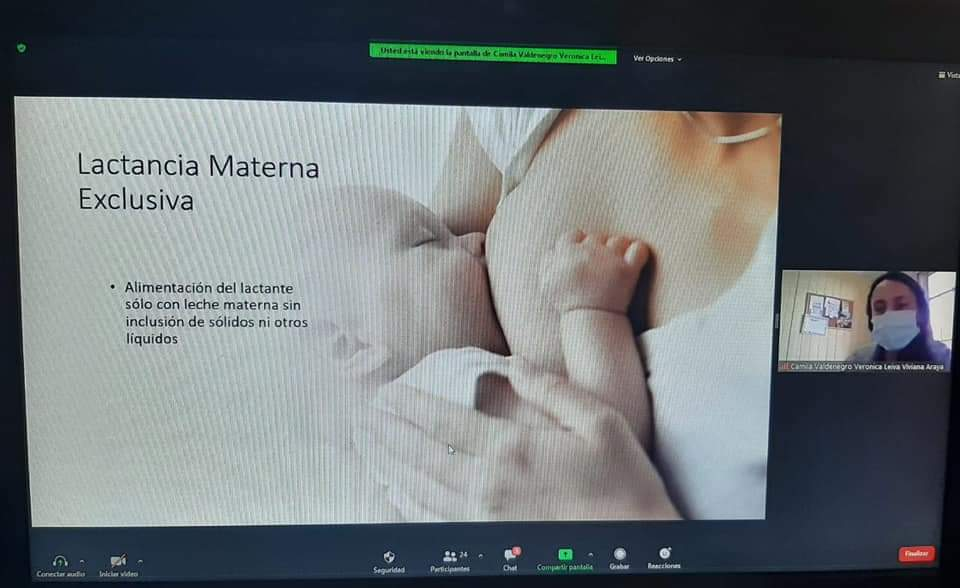 Usted está viendo la pantalla de Camila Valdenegro Veronica Lei...
Ver Opciones
Vista
Lactancia Materna
Exclusiva
• Alimentación del lactante
sólo con leche materna sin
inclusión de sólidos ni otros
líquidos
Camila Valdenegro Veronica Leiva Viviana Araya
Conectar audio
Iniciar video
Seguridad
24
Participantes
Chat
Compartir pantalla
Grabar
Reacciones
Finalizar